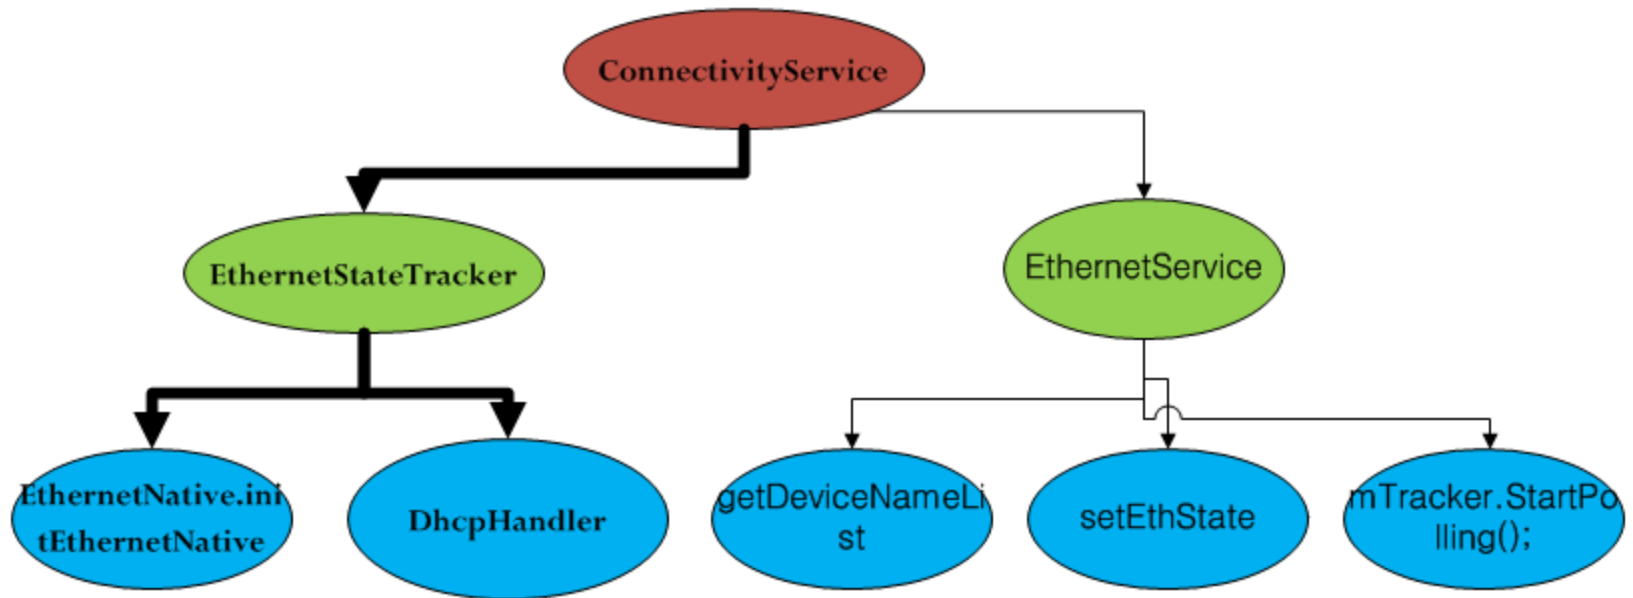 ConnectivityService
EthernetStateTracker
EthernetService
EthernetNative.ini
tEthernetNative
DhcpHandler
getDeviceNameLi
st
setEthState
mTracker.StartPo
lling();